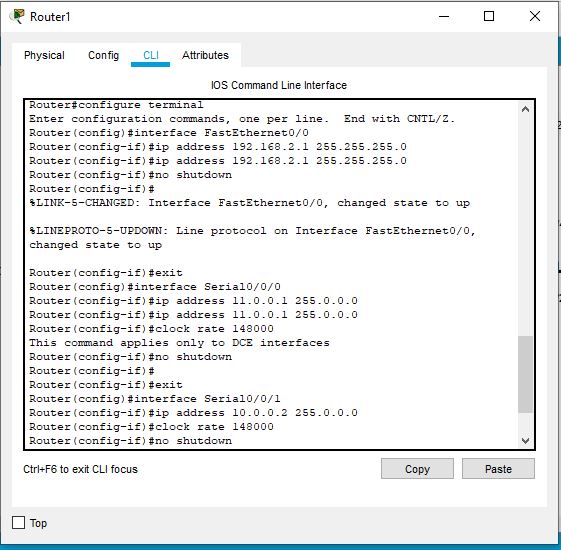 Router1
Physical Config CLI Attributes
IOS Command Line Interface
Router#configure terminal
Enter configuration commands, one per line.  End with CNTL/Z.
Router(config)#interface FastEthernet0/0
Router(config-if)#ip address 192.168.2.1 255.255.255.0
Router(config-if)#ip address 192.168.2.1 255.255.255.0
Router(config-if)#no shutdown
Router(config-if)#
%LINK-5-CHANGED: Interface FastEthernet0/0, changed state to up
%LINEPROTO-5-UPDOWN: Line protocol on Interface FastEthernet0/0,
changed state to up
Router(config-if)#exit
Router(config)#interface Serial0/0/0
Router(config-if)#ip address 11.0.0.1 255.0.0.0
Router(config-if)#ip address 11.0.0.1 255.0.0.0
Router(config-if)#clock rate 148000
This command applies only to DCE interfaces
Router(config-if)#no shutdown
Router(config-if)#
Router(config-if)#exit
Router(config)#interface Serial0/0/1
Router(config-if)#ip address 10.0.0.2 255.0.0.0
Router(config-if)#clock rate 148000
Router(config-if)#no shutdown
Ctrl+F6 to exit CLI focus
Copy Paste
Top